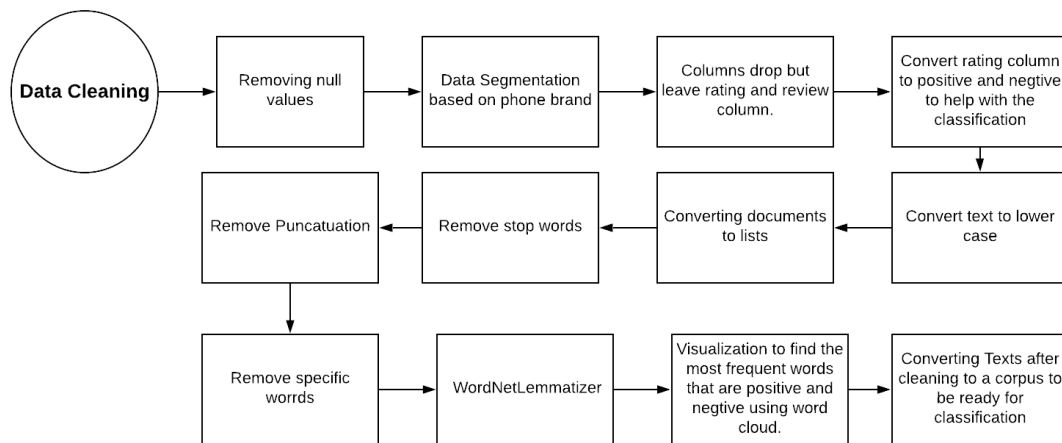 Data Cleaning
Removing null
values
Data Segmentation
based on phone brand
Columns drop but
leave rating and review
column.
Convert rating column
to positive and negtive
to help with the
classification
Convert text to lower
case
Converting documents
to lists
Remove stop words
Remove Puncatuation
Remove specific
worrds
WordNetLemmatizer
Visualization to find the
most frequent words
that are positive and
negtive using word
cloud.
Converting Texts after
cleaning to a corpus to
be ready for
classification